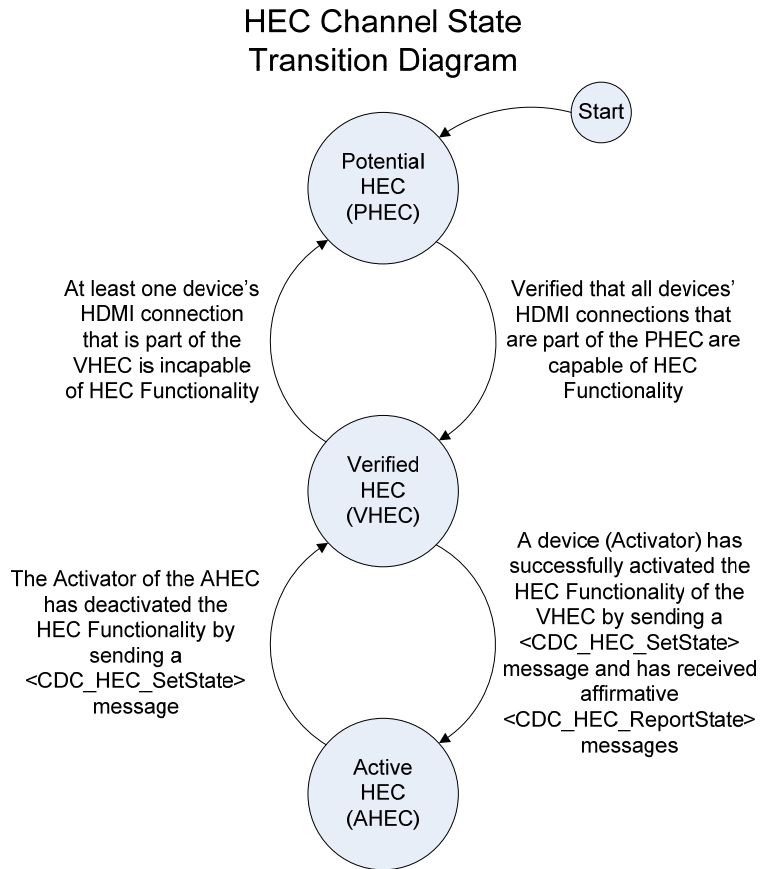 HEC Channel State
Transition Diagram
Start
Potential
HEC
(PHEC)
At least one device's
HDMI connection
that is part of the
VHEC is incapable
of HEC Functionality
Verified that all devices'
HDMI connections that
are part of the PHEC are
capable of HEC
Functionality
Verified
HEC
(VHEC)
The Activator of the AHEC
has deactivated the
HEC Functionality by
sending a
<CDC_HEC_SetState>
message
A device (Activator) has
successfully activated the
HEC Functionality of the
VHEC by sending a
<CDC_HEC_SetState>
message and has received
affirmative
<CDC_HEC_ReportState>
messages
Active
HEC
(AHEC)